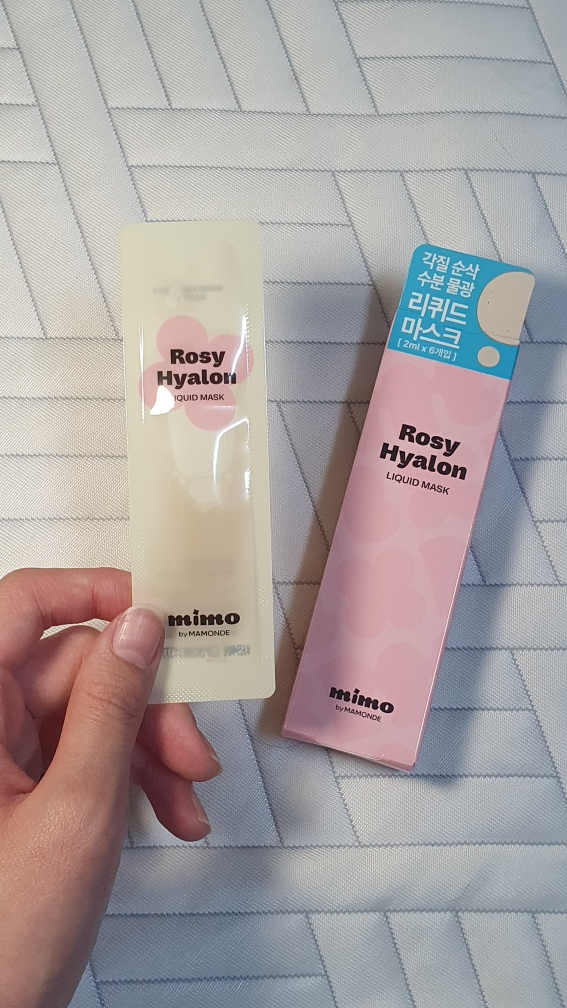 Rosy
Hyalon
LIQUID MASK
mimo
by MAMONDE
각질 순삭
수분 물광
리퀴드
마스크
[ 2ml x 6개입 ]
Rosy
Hyalon
LIQUID MASK
mimo
by MAMONDE